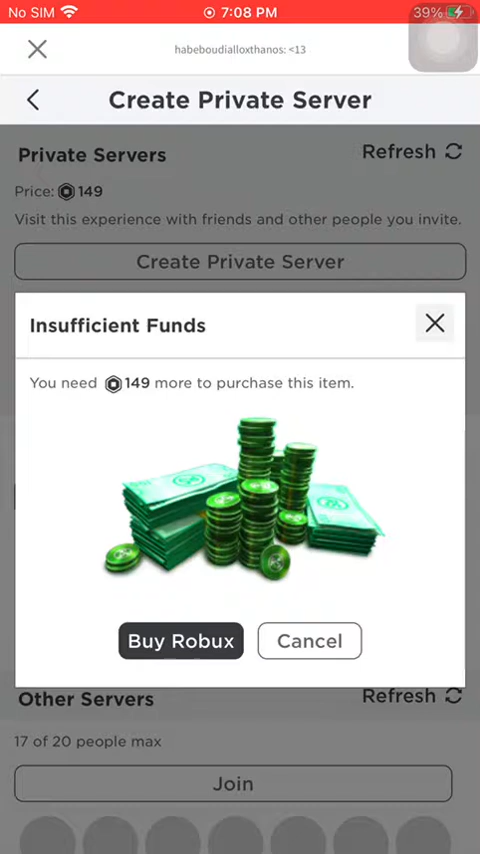 No SIM 7:08 PM 39%
habeboudialloxthanos: <13
Create Private Server
Private Servers Refresh
Price: 149
Visit this experience with friends and other people you invite.
Create Private Server
Insufficient Funds
You need 149 more to purchase this item.
Buy Robux Cancel
Other Servers Refresh
17 of 20 people max
Join